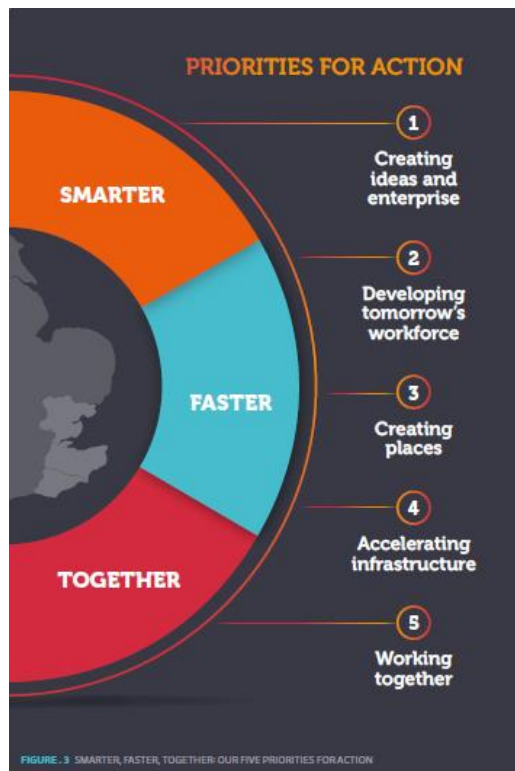 PRIORITIES FOR ACTION
SMARTER
FASTER
TOGETHER
1
Creating
ideas and
enterprise
2
Developing
tomorrow's
workforce
3
Creating
places
4
Accelerating
infrastructure
5
Working
together
FIGURE . 3 SMARTER, FASTER, TOGETHER: OUR FIVE PRIORITIES FOR ACTION